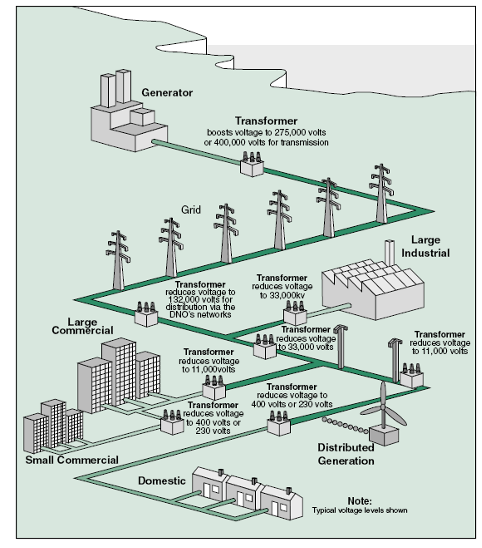 Generator
Transformer
boosts voltage to 275,000 volts
or 400,000 volts for transmission
Grid
Large
Industrial
Transformer
reduces voltage to
132,000 volts for
distribution via the
DNO's networks
Transformer
reduces voltage
to 33,000kv
Large
Commercial
Transformer
reduces voltage
to 33,000 volts
Transformer
reduces voltage
to 11,000 volts
Transformer
reduces voltage
to 11,000volts
Transformer
reduces voltage to
400 volts or 230 volts
Transformer
reduces voltage
to 400 volts or
230 volts
Small Commercial
Distributed
Generation
Domestic
Note:
Typical voltage levels shown